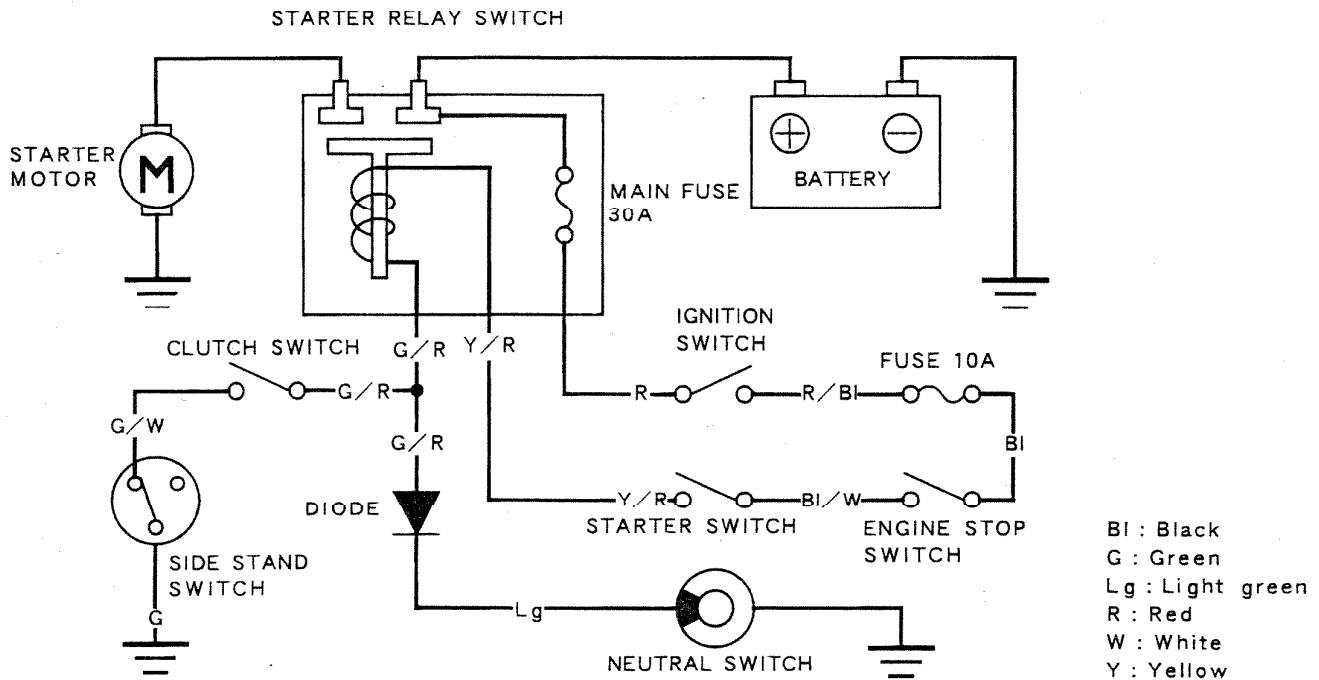 STARTER RELAY SWITCH
STARTER
MOTOR
M
MAIN FUSE
30A
+
−
BATTERY
CLUTCH SWITCH
G/R
Y/R
IGNITION
SWITCH
FUSE 10A
G/R
R
R/Bl
G/W
G/R
Bl
DIODE
Y/R
Bl/W
STARTER SWITCH
ENGINE STOP
SWITCH
SIDE STAND
SWITCH
G
Lg
NEUTRAL SWITCH
Bl : Black
G : Green
Lg : Light green
R : Red
W : White
Y : Yellow